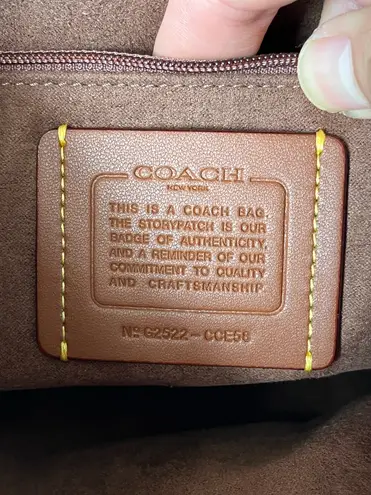 COACH
NEW YORK
THIS IS A COACH BAG.
THE STORYPATCH IS OUR
BADGE OF AUTHENTICITY,
AND A REMINDER OF OUR
COMMITMENT TO QUALITY
AND CRAFTSMANSHIP.
Nº G2522-CCE58